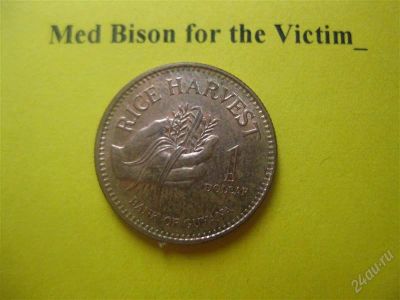 Med Bison for the Victim_
RICE HARVEST
1
DOLLAR
BANK OF GUYANA
24au.ru